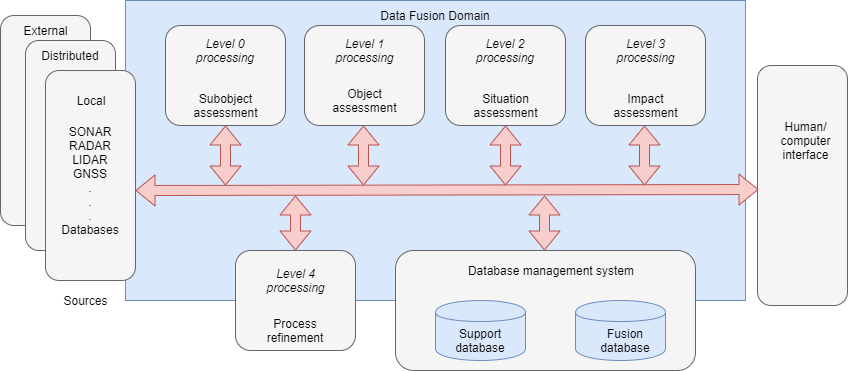 External
Distributed
Local
SONAR
RADAR
LIDAR
GNSS
.
.
.
Databases
Sources
Data Fusion Domain
Level 0
processing
Subobject
assessment
Level 1
processing
Object
assessment
Level 2
processing
Situation
assessment
Level 3
processing
Impact
assessment
Human/
computer
interface
Level 4
processing
Process
refinement
Database management system
Support
database
Fusion
database